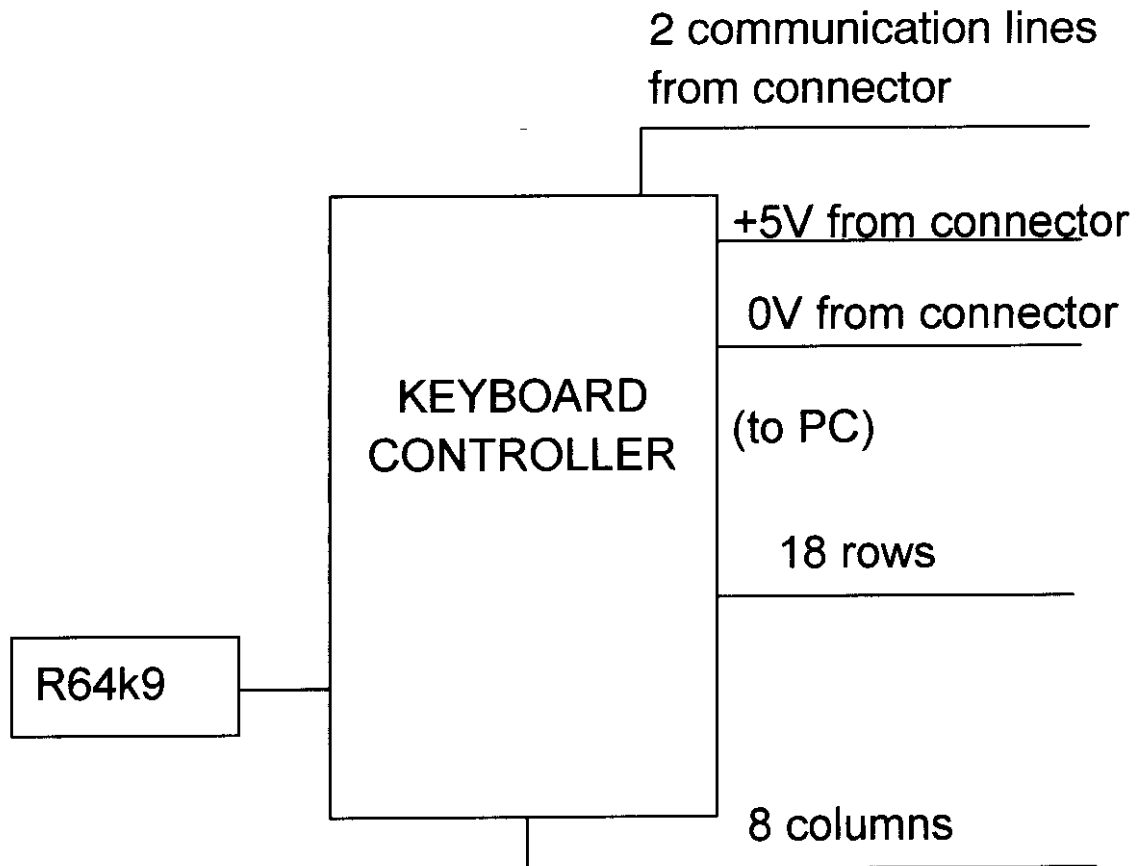 2 communication lines
from connector
+5V from connector
0V from connector
KEYBOARD
CONTROLLER
(to PC)
18 rows
R64k9
8 columns